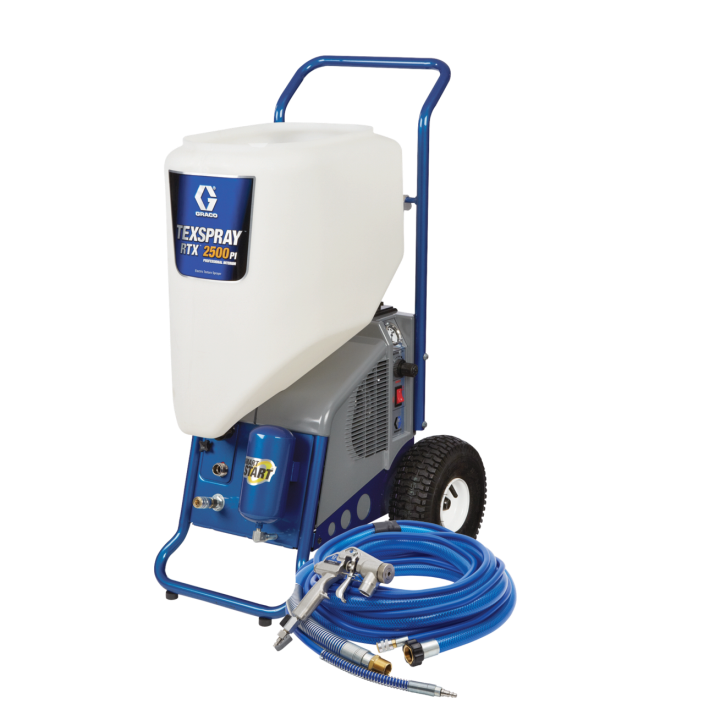 GRACO
TEXSPRAY
RTX 2500PI
PROFESSIONAL INTERIOR
START